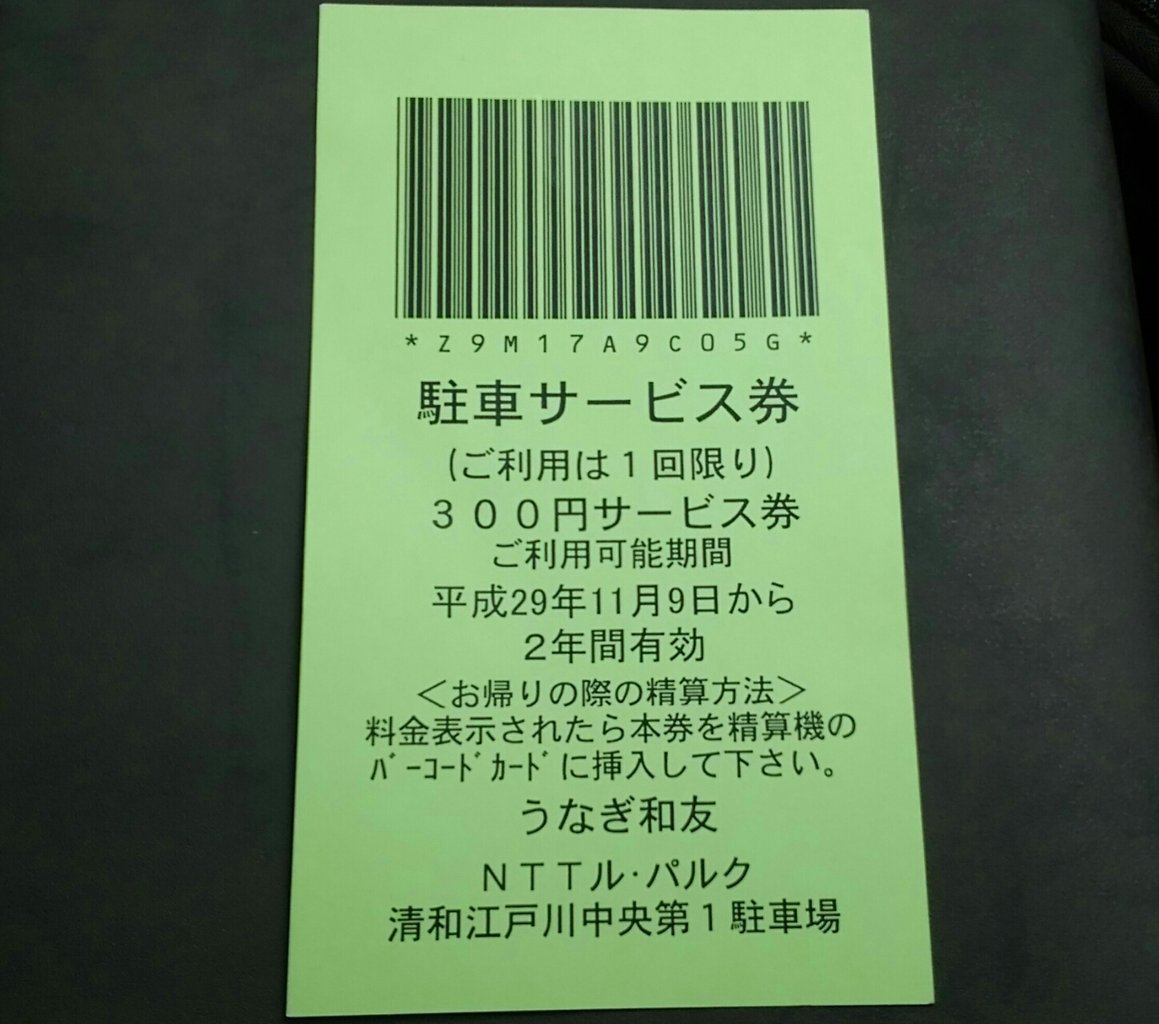 *Z9M17A9C05G*
駐車サービス券
(ご利用は１回限り)
３００円サービス券
ご利用可能期間
平成29年11月9日から
２年間有効
＜お帰りの際の精算方法＞
料金表示されたら本券を精算機の
ﾊﾞｰｺｰﾄﾞｶｰﾄﾞに挿入して下さい。
うなぎ和友
ＮＴＴル・パルク
清和江戸川中央第１駐車場